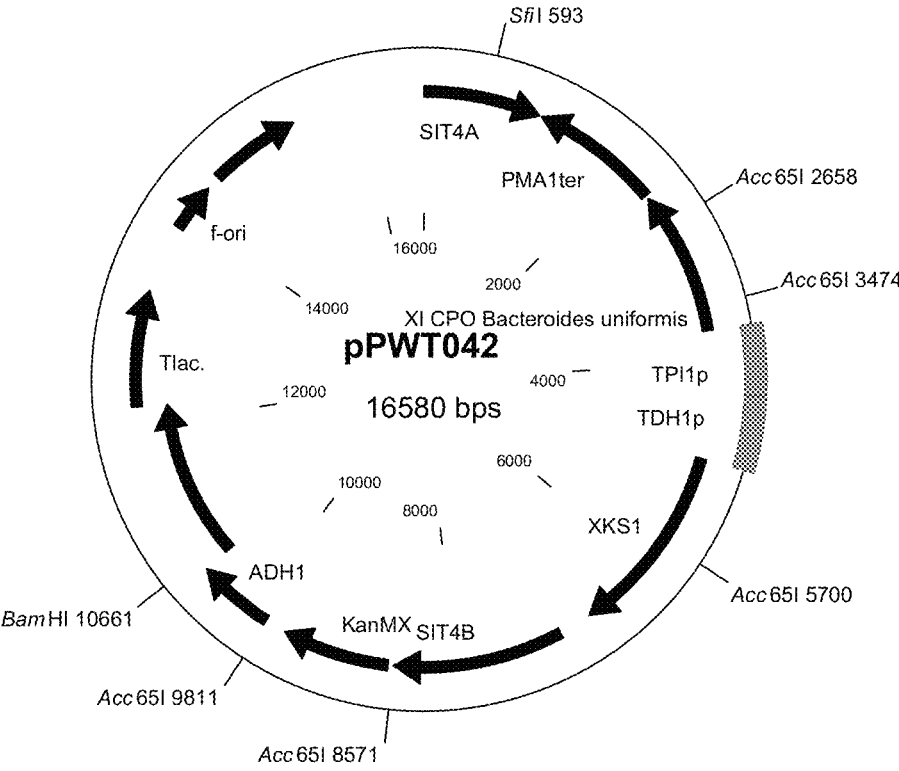 SfiI 593
SIT4A
PMA1ter
Acc65I 2658
f-ori
16000
2000
Acc65I 3474
14000
XI CPO Bacteroides uniformis
pPWT042
Tlac.
TPI1p
4000
12000
16580 bps
TDH1p
6000
10000
8000
XKS1
ADH1
Acc65I 5700
BamHI 10661
KanMX SIT4B
Acc65I 9811
Acc65I 8571